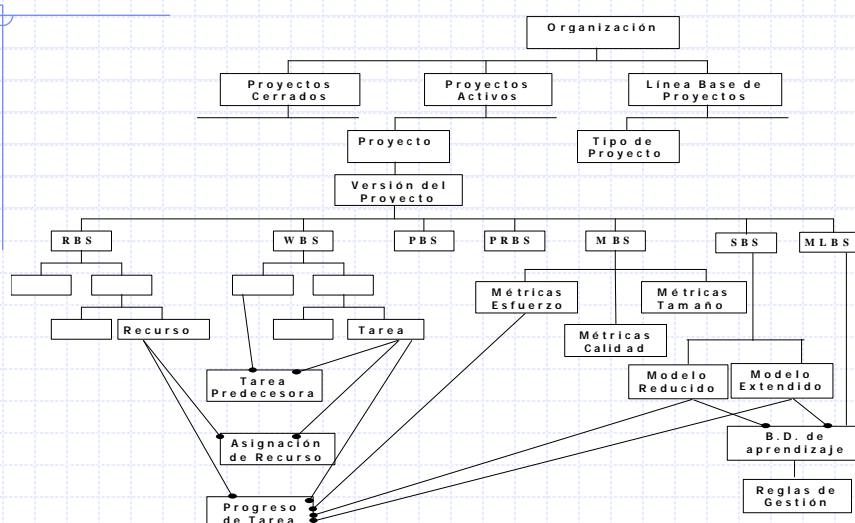 Organización
Proyectos
Cerrados
Proyectos
Activos
Línea Base de
Proyectos
Proyecto
Tipo de
Proyecto
Versión del
Proyecto
RBS
WBS
PBS
PRBS
MBS
SBS
MLBS
Métricas
Esfuerzo
Métricas
Tamaño
Recurso
Tarea
Métricas
Calidad
Tarea
Predecesora
Modelo
Reducido
Modelo
Extendido
Asignación
de Recurso
B.D. de
aprendizaje
Reglas de
Gestión
Progreso
de Tarea